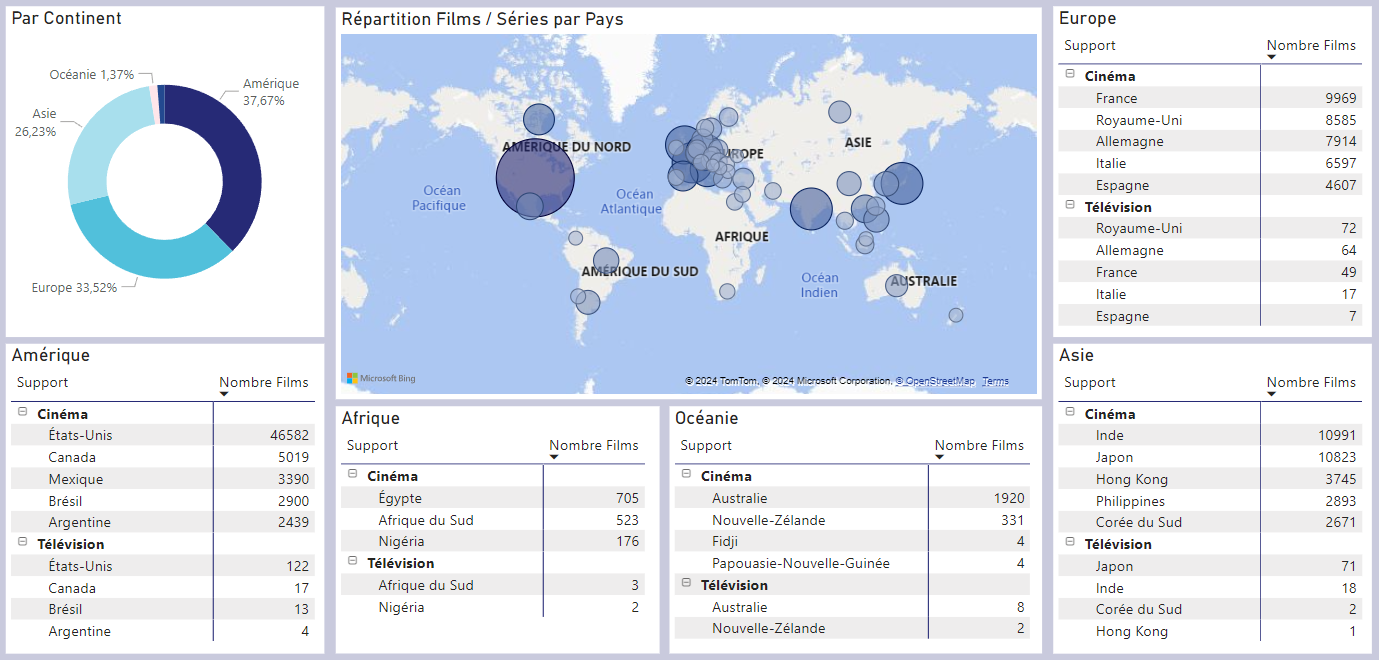 Par Continent
Océanie 1,37%
Amérique
37,67%
Asie
26,23%
Europe 33,52%
Répartition Films / Séries par Pays
AMÉRIQUE DU NORD
EUROPE
ASIE
Océan
Pacifique
Océan
Atlantique
AFRIQUE
AMÉRIQUE DU SUD
Océan
Indien
AUSTRALIE
Microsoft Bing
© 2024 TomTom, © 2024 Microsoft Corporation, © OpenStreetMap Terms
Europe
Support Nombre Films
Cinéma
France 9969
Royaume-Uni 8585
Allemagne 7914
Italie 6597
Espagne 4607
Télévision
Royaume-Uni 72
Allemagne 64
France 49
Italie 17
Espagne 7
Amérique
Support Nombre Films
Cinéma
États-Unis 46582
Canada 5019
Mexique 3390
Brésil 2900
Argentine 2439
Télévision
États-Unis 122
Canada 17
Brésil 13
Argentine 4
Afrique
Support Nombre Films
Cinéma
Égypte 705
Afrique du Sud 523
Nigéria 176
Télévision
Afrique du Sud 3
Nigéria 2
Océanie
Support Nombre Films
Cinéma
Australie 1920
Nouvelle-Zélande 331
Fidji 4
Papouasie-Nouvelle-Guinée 4
Télévision
Australie 8
Nouvelle-Zélande 2
Asie
Support Nombre Films
Cinéma
Inde 10991
Japon 10823
Hong Kong 3745
Philippines 2893
Corée du Sud 2671
Télévision
Japon 71
Inde 18
Corée du Sud 2
Hong Kong 1